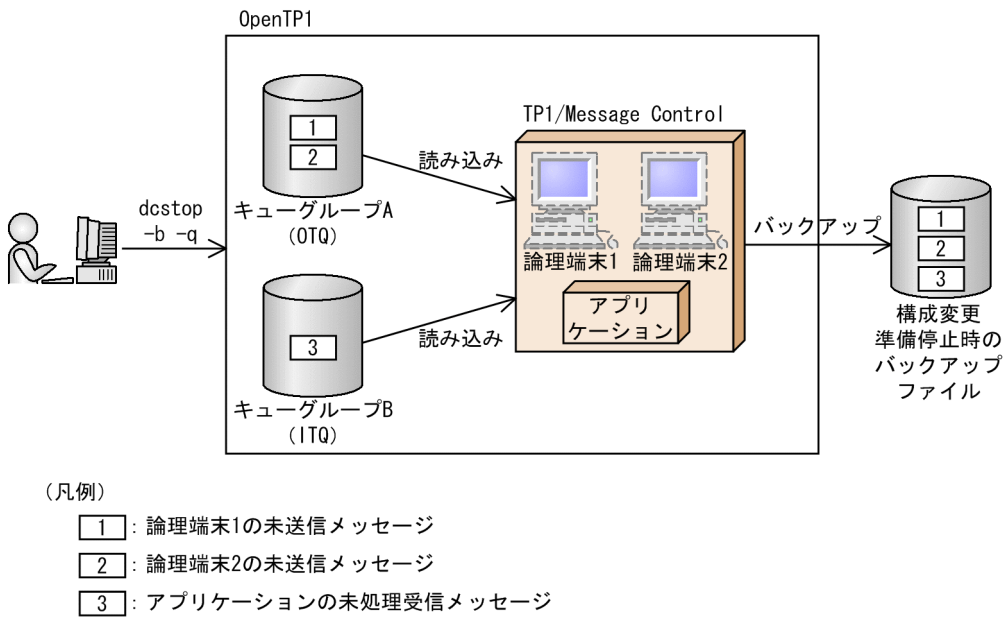 OpenTP1
TP1/Message Control
1
2
読み込み
キューグループA
(OTQ)
dcstop
-b -q
論理端末1
論理端末2
アプリ
ケーション
バックアップ
1
2
3
構成変更
準備停止時の
バックアップ
ファイル
3
読み込み
キューグループB
(ITQ)
(凡例)
1 : 論理端末1の未送信メッセージ
2 : 論理端末2の未送信メッセージ
3 : アプリケーションの未処理受信メッセージ